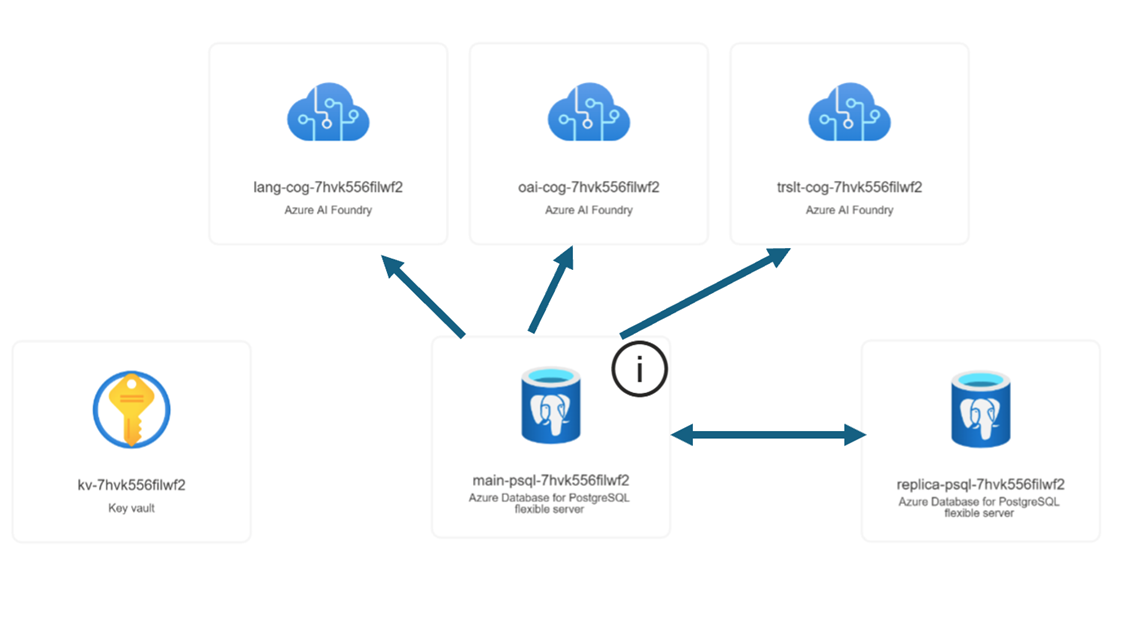 lang-cog-7hvk556filwf2
Azure AI Foundry
oai-cog-7hvk556filwf2
Azure AI Foundry
trslt-cog-7hvk556filwf2
Azure AI Foundry
kv-7hvk556filwf2
Key vault
i
main-psql-7hvk556filwf2
Azure Database for PostgreSQL
flexible server
replica-psql-7hvk556filwf2
Azure Database for PostgreSQL
flexible server